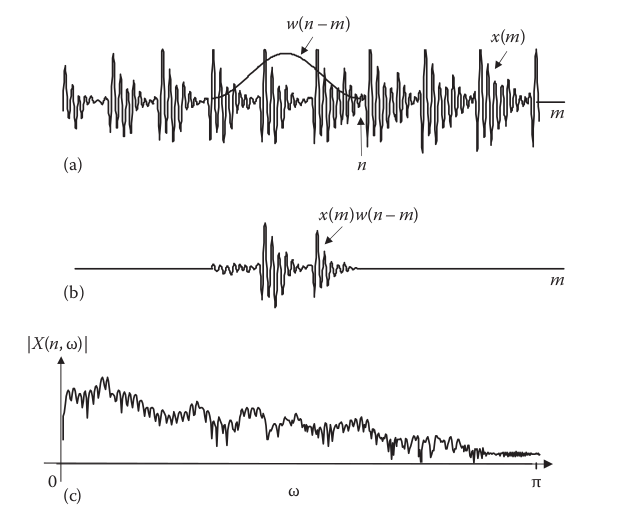 w(n – m)
x(m)
m
(a)
n
x(m)w(n – m)
(b)
m
|X(n, ω)|
0
(c)
ω
π